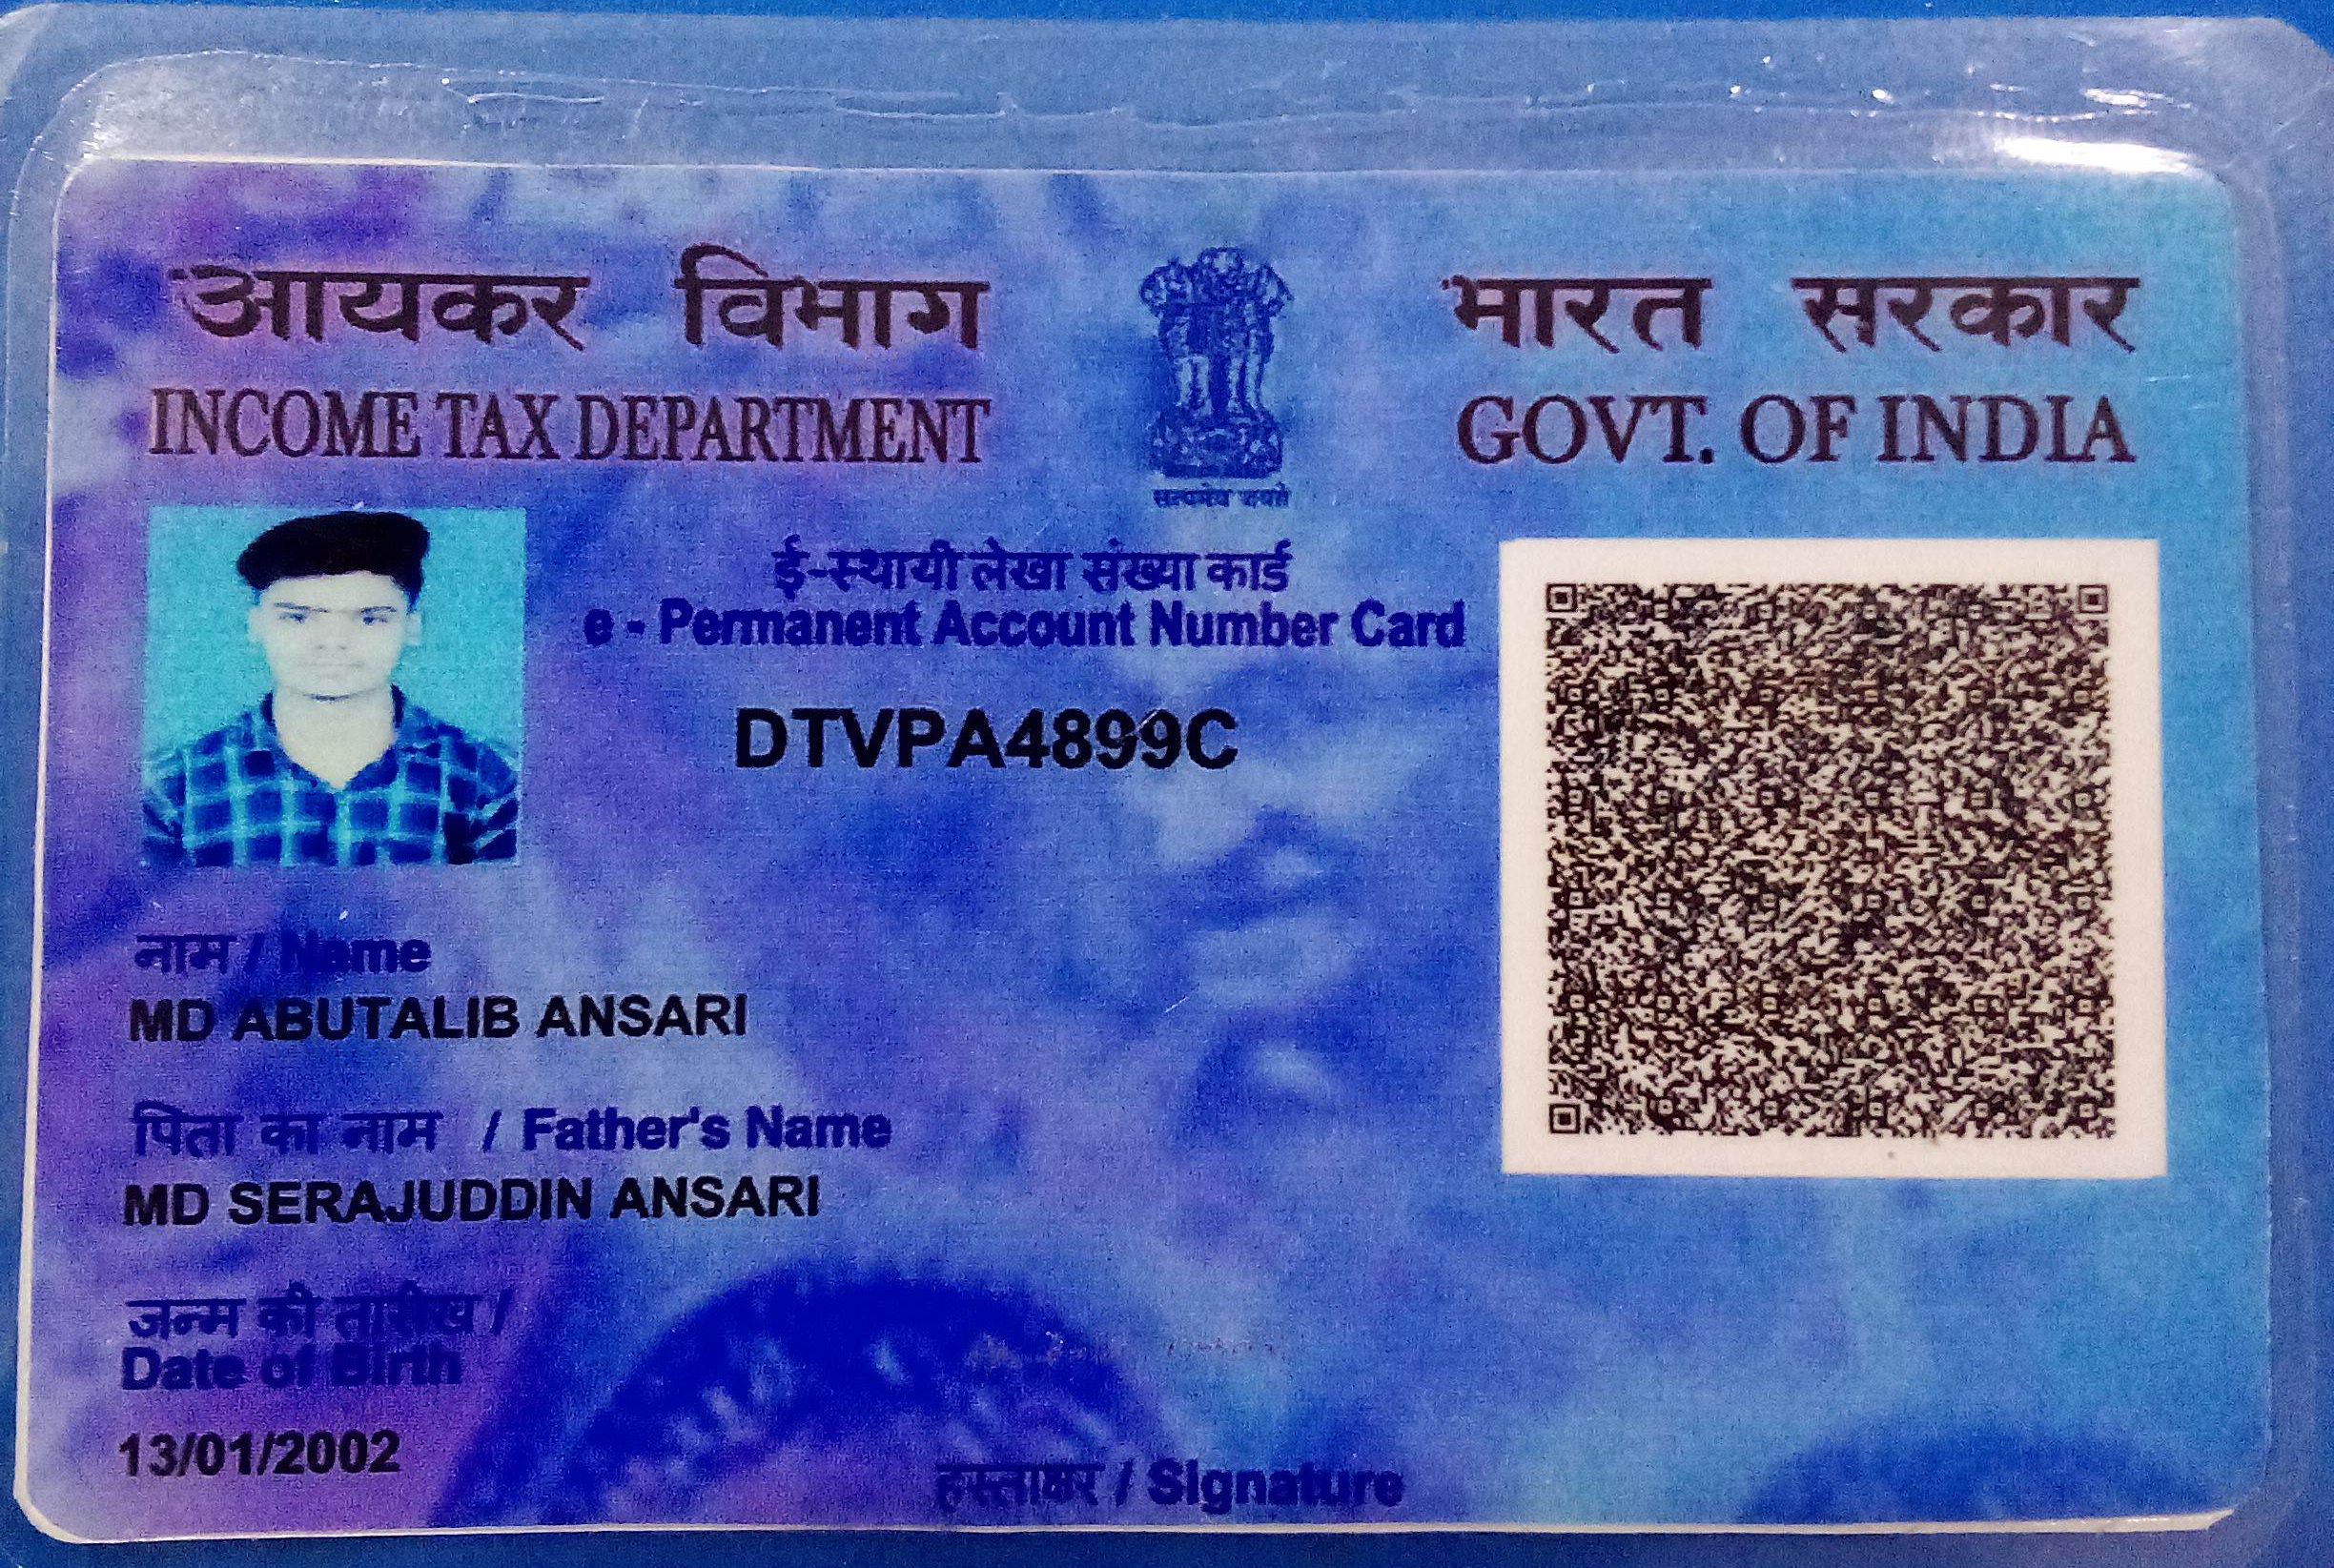 आयकर विभाग
INCOME TAX DEPARTMENT
सत्यमेव जयते
भारत सरकार
GOVT. OF INDIA
ई-स्थायी लेखा संख्या कार्ड
e - Permanent Account Number Card
DTVPA4899C
नाम / Name
MD ABUTALIB ANSARI
पिता का नाम / Father's Name
MD SERAJUDDIN ANSARI
जन्म की तारीख /
Date of Birth
13/01/2002
हस्ताक्षर / Signature